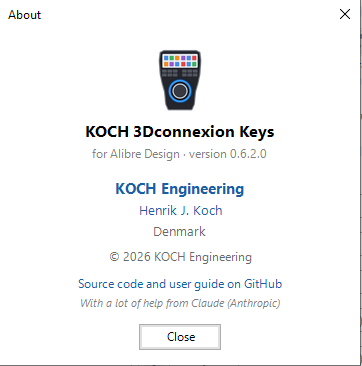 About
KOCH 3Dconnexion Keys
for Alibre Design · version 0.6.2.0
KOCH Engineering
Henrik J. Koch
Denmark
© 2026 KOCH Engineering
Source code and user guide on GitHub
With a lot of help from Claude (Anthropic)
Close